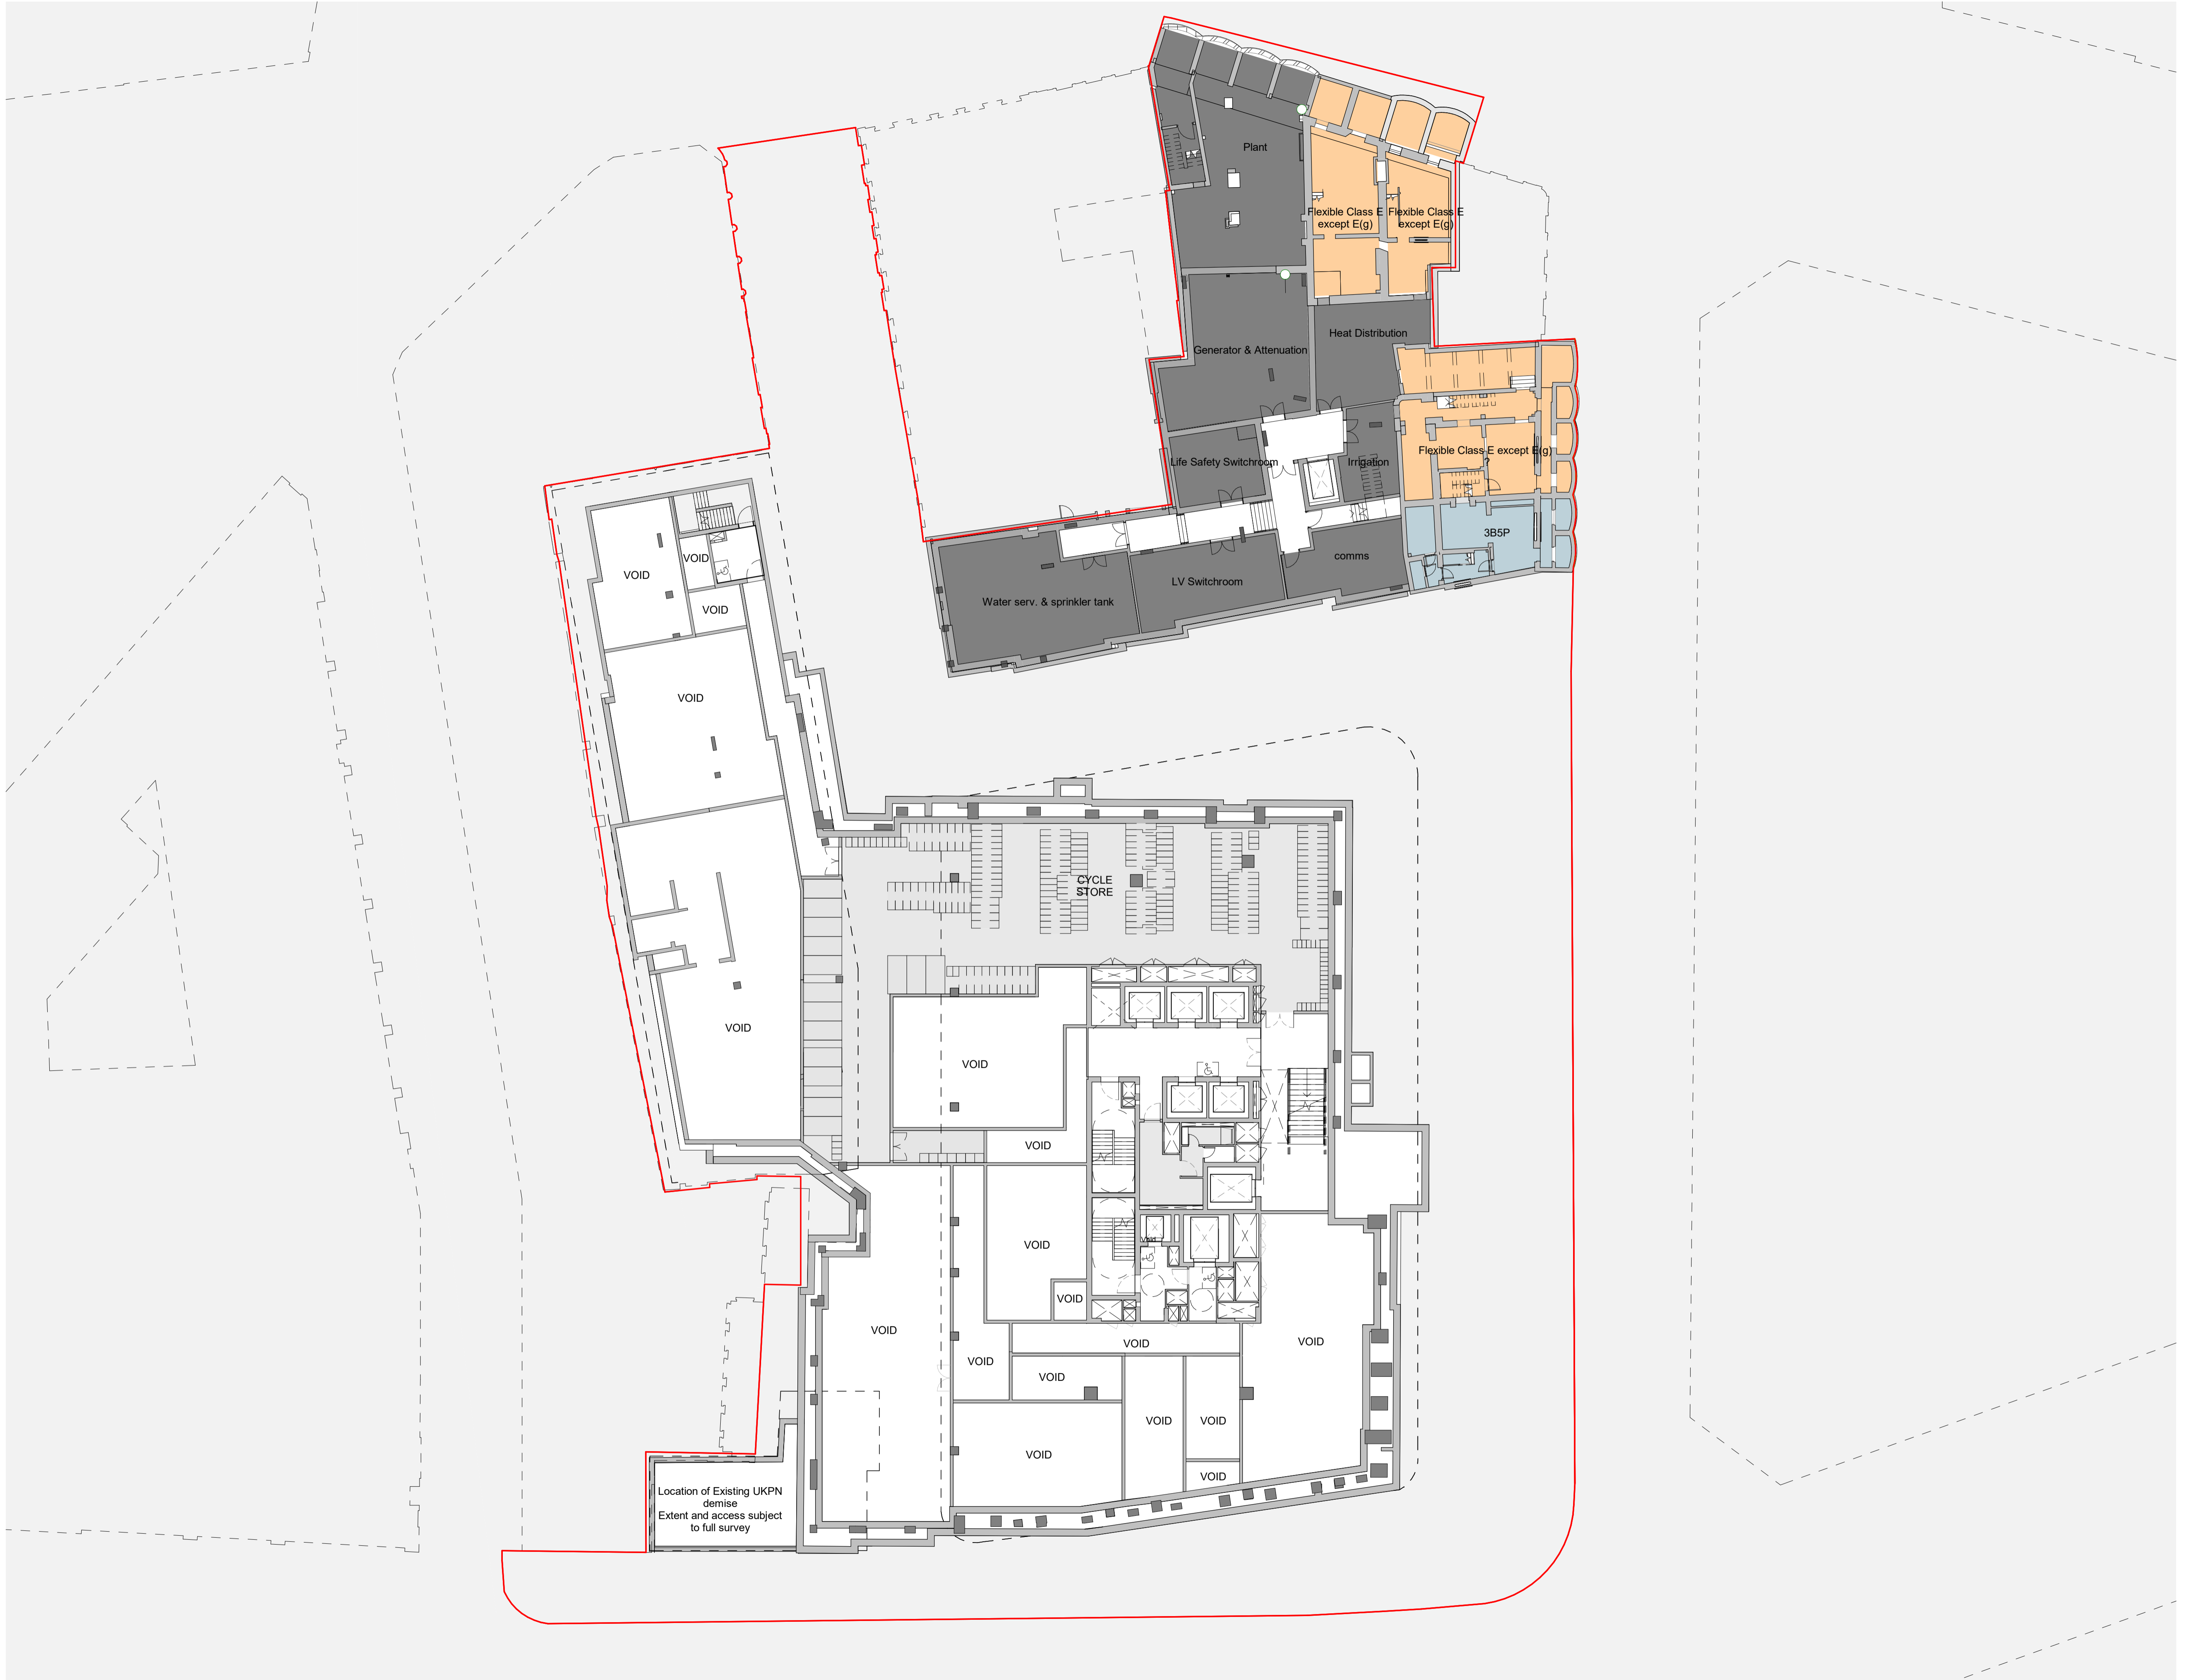 Plant
Flexible Class E
except E(g)
Flexible Class E
except E(g)
Heat Distribution
Generator & Attenuation
Flexible Class E except E(g)
?
Life Safety Switchroom
Irrigation
3B5P
comms
LV Switchroom
Water serv. & sprinkler tank
VOID
VOID
VOID
VOID
CYCLE
STORE
VOID
VOID
VOID
Void
VOID
VOID
VOID
VOID
VOID
VOID
VOID
VOID
VOID
VOID
VOID
Location of Existing UKPN
demise
Extent and access subject
to full survey
VOID